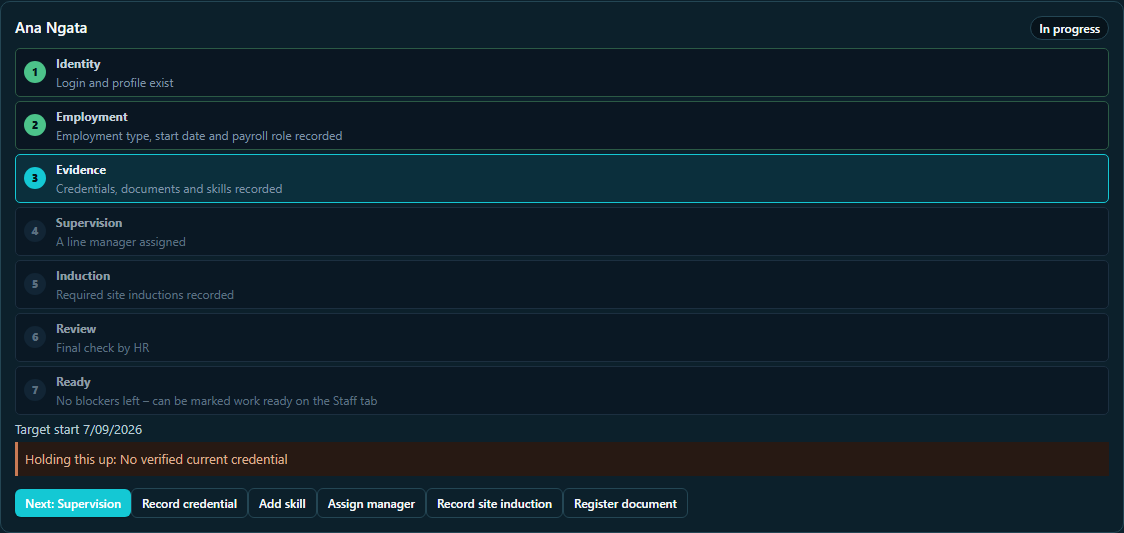 Ana Ngata
In progress
1
Identity
Login and profile exist
2
Employment
Employment type, start date and payroll role recorded
3
Evidence
Credentials, documents and skills recorded
4
Supervision
A line manager assigned
5
Induction
Required site inductions recorded
6
Review
Final check by HR
7
Ready
No blockers left – can be marked work ready on the Staff tab
Target start 7/09/2026
Holding this up: No verified current credential
Next: Supervision
Record credential
Add skill
Assign manager
Record site induction
Register document